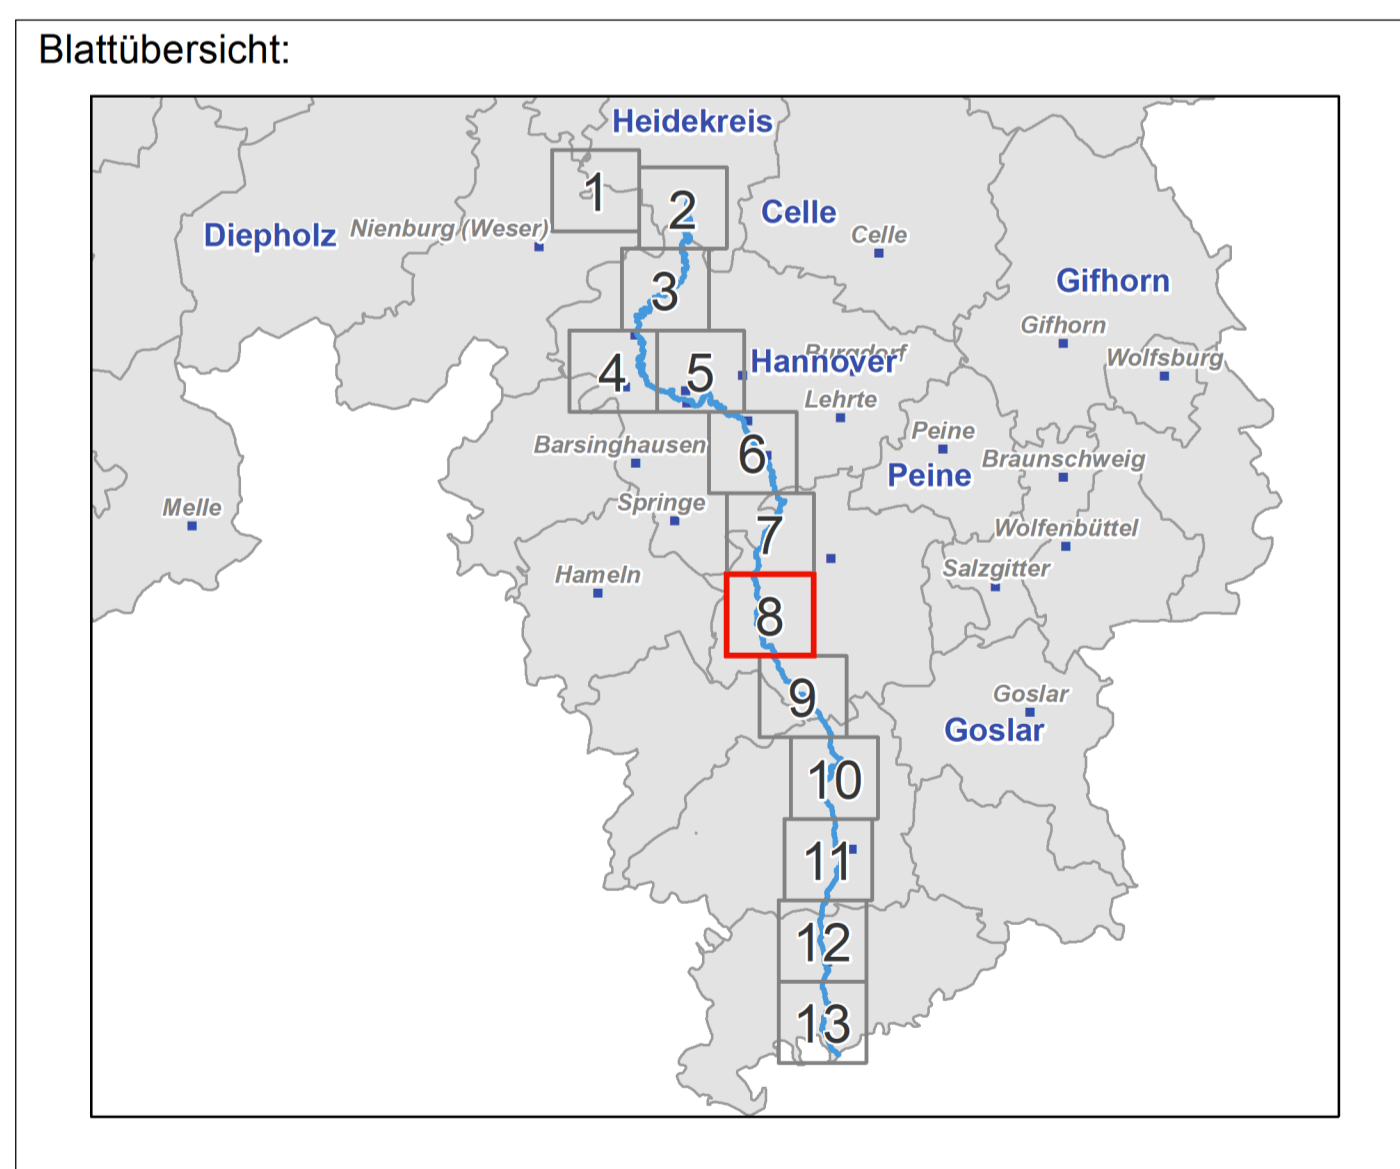 Blattübersicht:
Heidekreis
1
2
Celle
Diepholz
Nienburg (Weser)
Celle
Gifhorn
3
Gifhorn
Burgdorf
Hannover
Wolfsburg
4
5
Lehrte
Peine
Barsinghausen
6
Braunschweig
Peine
Melle
Springe
7
Wolfenbüttel
Salzgitter
Hameln
8
9
Goslar
Goslar
10
11
12
13